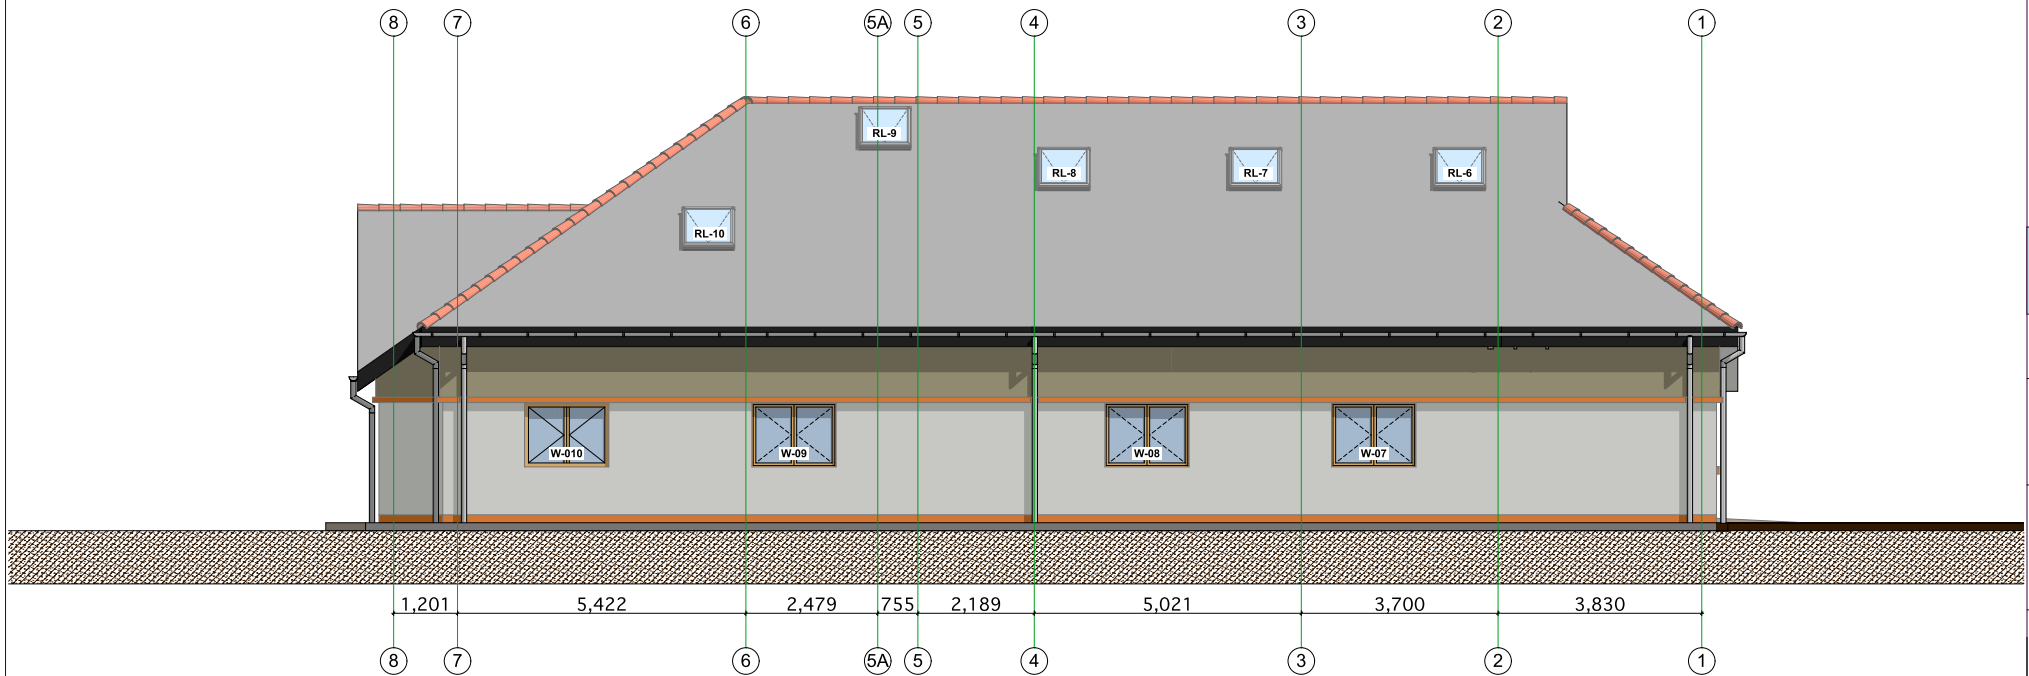 8 7 6 5A 5 4 3 2 1
RL-9
RL-8 RL-7 RL-6
RL-10
W-010 W-09 W-08 W-07
1,201 5,422 2,479 755 2,189 5,021 3,700 3,830
8 7 6 5A 5 4 3 2 1